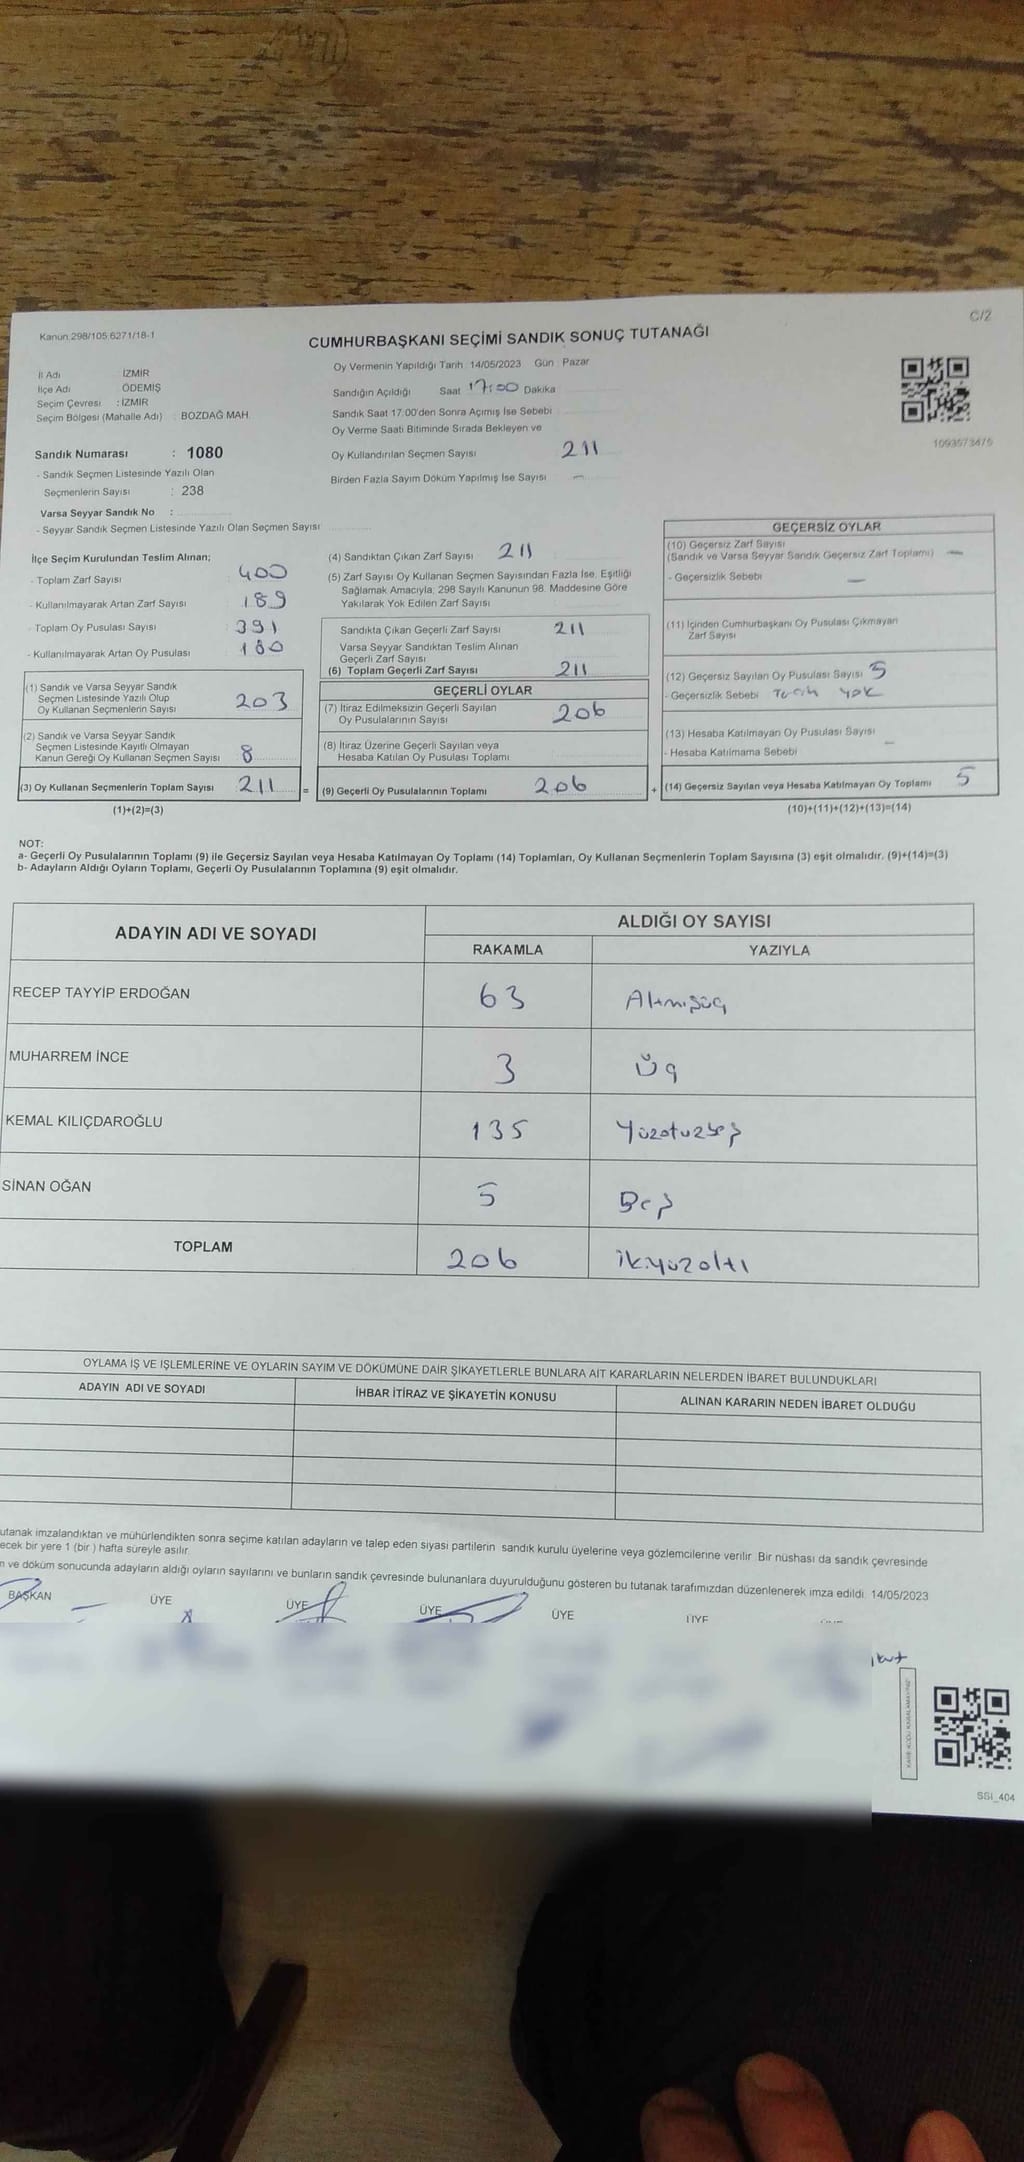 C/2
Kanun:298/105 6271/18-1
CUMHURBAŞKANI SEÇİMİ SANDIK SONUÇ TUTANAĞI
İl Adı İZMİR
İlçe Adı ÖDEMİŞ
Seçim Çevresi : İZMİR
Seçim Bölgesi (Mahalle Adı) : BOZDAĞ MAH.
Sandık Numarası : 1080
- Sandık Seçmen Listesinde Yazılı Olan
Seçmenlerin Sayısı : 238
Varsa Seyyar Sandık No :
- Seyyar Sandık Seçmen Listesinde Yazılı Olan Seçmen Sayısı
Oy Vermenin Yapıldığı Tarih 14/05/2023 Gün Pazar
Sandığın Açıldığı Saat 17:00 Dakika
Sandık Saat 17:00'den Sonra Açımış İse Sebebi
Oy Verme Saati Bitiminde Sırada Bekleyen ve
Oy Kullandırılan Seçmen Sayısı 211
Birden Fazla Sayım Döküm Yapılmış İse Sayısı —
1093573475
İlçe Seçim Kurulundan Teslim Alınan;
- Toplam Zarf Sayısı 400
- Kullanılmayarak Artan Zarf Sayısı 189
- Toplam Oy Pusulası Sayısı 391
- Kullanılmayarak Artan Oy Pusulası 180
(1) Sandık ve Varsa Seyyar Sandık
Seçmen Listesinde Yazılı Olup
Oy Kullanan Seçmenlerin Sayısı 203
(2) Sandık ve Varsa Seyyar Sandık
Seçmen Listesinde Kayıtlı Olmayan
Kanun Gereği Oy Kullanan Seçmen Sayısı 8
(3) Oy Kullanan Seçmenlerin Toplam Sayısı 211 =
(1)+(2)=(3)
(4) Sandıktan Çıkan Zarf Sayısı 211
(5) Zarf Sayısı Oy Kullanan Seçmen Sayısından Fazla İse, Eşitliği
Sağlamak Amacıyla; 298 Sayılı Kanunun 98. Maddesine Göre
Yakılarak Yok Edilen Zarf Sayısı
Sandıkta Çıkan Geçerli Zarf Sayısı 211
Varsa Seyyar Sandıktan Teslim Alınan
Geçerli Zarf Sayısı
(6) Toplam Geçerli Zarf Sayısı 211
GEÇERLİ OYLAR
(7) İtiraz Edilmeksizin Geçerli Sayılan
Oy Pusulalarının Sayısı 206
(8) İtiraz Üzerine Geçerli Sayılan veya
Hesaba Katılan Oy Pusulası Toplamı
(9) Geçerli Oy Pusulalarının Toplamı 206 +
GEÇERSİZ OYLAR
(10) Geçersiz Zarf Sayısı
(Sandık ve Varsa Seyyar Sandık Geçersiz Zarf Toplamı) —
- Geçersizlik Sebebi —
(11) İçinden Cumhurbaşkanı Oy Pusulası Çıkmayan
Zarf Sayısı
(12) Geçersiz Sayılan Oy Pusulası Sayısı 5
- Geçersizlik Sebebi Tercih yok
(13) Hesaba Katılmayan Oy Pusulası Sayısı
- Hesaba Katılmama Sebebi —
(14) Geçersiz Sayılan veya Hesaba Katılmayan Oy Toplamı 5
(10)+(11)+(12)+(13)=(14)
NOT:
a- Geçerli Oy Pusulalarının Toplamı (9) ile Geçersiz Sayılan veya Hesaba Katılmayan Oy Toplamı (14) Toplamları, Oy Kullanan Seçmenlerin Toplam Sayısına (3) eşit olmalıdır. (9)+(14)=(3)
b- Adayların Aldığı Oyların Toplamı, Geçerli Oy Pusulalarının Toplamına (9) eşit olmalıdır.
ADAYIN ADI VE SOYADI ALDIĞI OY SAYISI
RAKAMLA YAZIYLA
RECEP TAYYİP ERDOĞAN 63 Altmışüç
MUHARREM İNCE 3 Üç
KEMAL KILIÇDAROĞLU 135 Yüzotuzbeş
SİNAN OĞAN 5 Beş
TOPLAM 206 ikiyüzaltı
OYLAMA İŞ VE İŞLEMLERİNE VE OYLARIN SAYIM VE DÖKÜMÜNE DAİR ŞİKAYETLERLE BUNLARA AİT KARARLARIN NELERDEN İBARET BULUNDUKLARI
ADAYIN ADI VE SOYADI İHBAR İTİRAZ VE ŞİKAYETİN KONUSU ALINAN KARARIN NEDEN İBARET OLDUĞU
utanak imzalandıktan ve mühürlendikten sonra seçime katılan adayların ve talep eden siyasi partilerin sandık kurulu üyelerine veya gözlemcilerine verilir. Bir nüshası da sandık çevresinde
ecek bir yere 1 (bir ) hafta süreyle asılır.
n ve döküm sonucunda adayların aldığı oyların sayılarını ve bunların sandık çevresinde bulunanlara duyurulduğunu gösteren bu tutanak tarafımızdan düzenlenerek imza edildi. 14/05/2023
BAŞKAN ÜYE ÜYE ÜYE ÜYE ÜYE
SSI_404